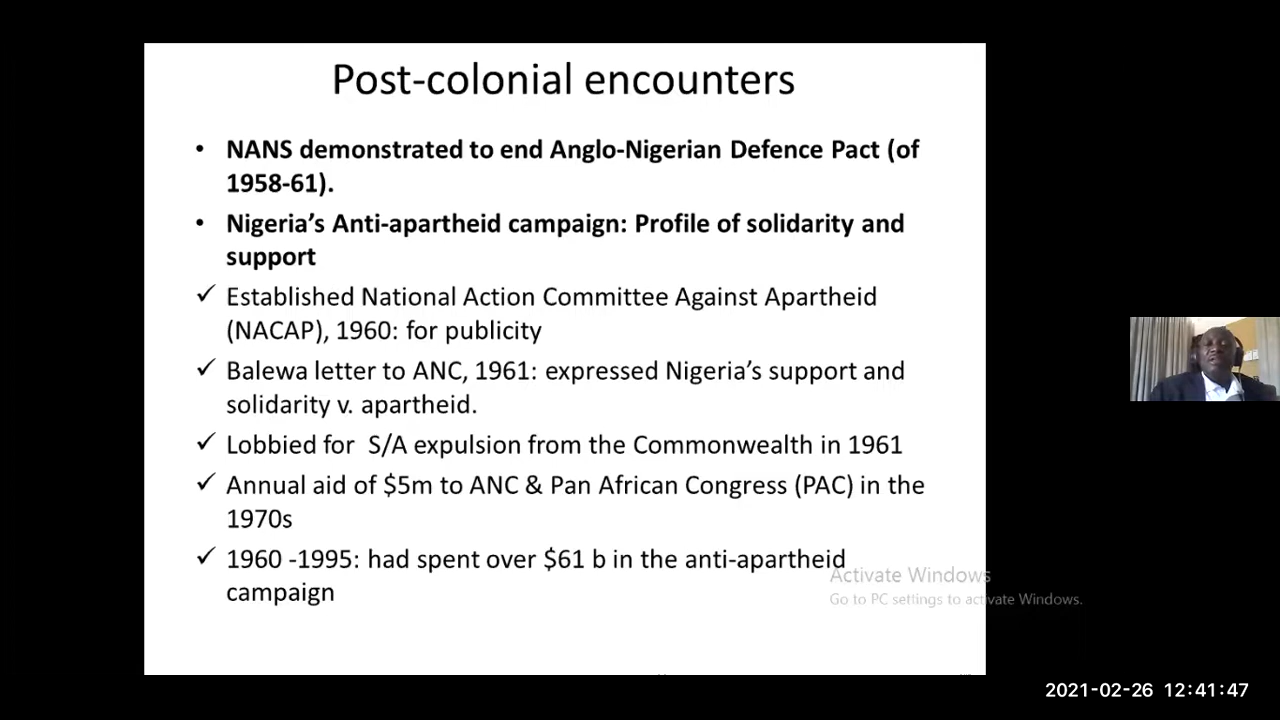 Post-colonial encounters
• NANS demonstrated to end Anglo-Nigerian Defence Pact (of
1958-61).
• Nigeria’s Anti-apartheid campaign: Profile of solidarity and
support
✓ Established National Action Committee Against Apartheid
(NACAP), 1960: for publicity
✓ Balewa letter to ANC, 1961: expressed Nigeria’s support and
solidarity v. apartheid.
✓ Lobbied for S/A expulsion from the Commonwealth in 1961
✓ Annual aid of $5m to ANC & Pan African Congress (PAC) in the
1970s
✓ 1960 -1995: had spent over $61 b in the anti-apartheid
campaign
Activate Windows
Go to PC settings to activate Windows.
2021-02-26 12:41:47